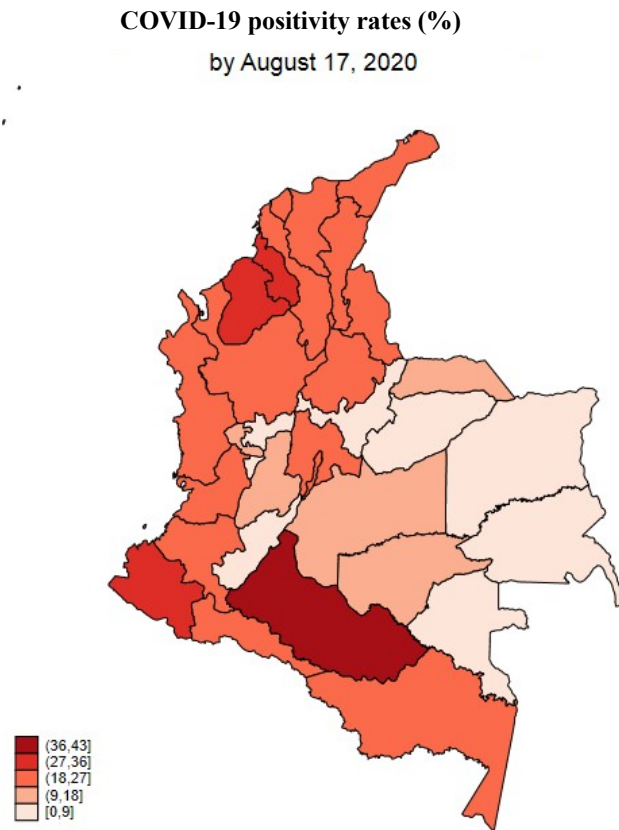 COVID-19 positivity rates (%)
by August 17, 2020
(36,43]
(27,36]
(18,27]
(9,18]
[0,9]